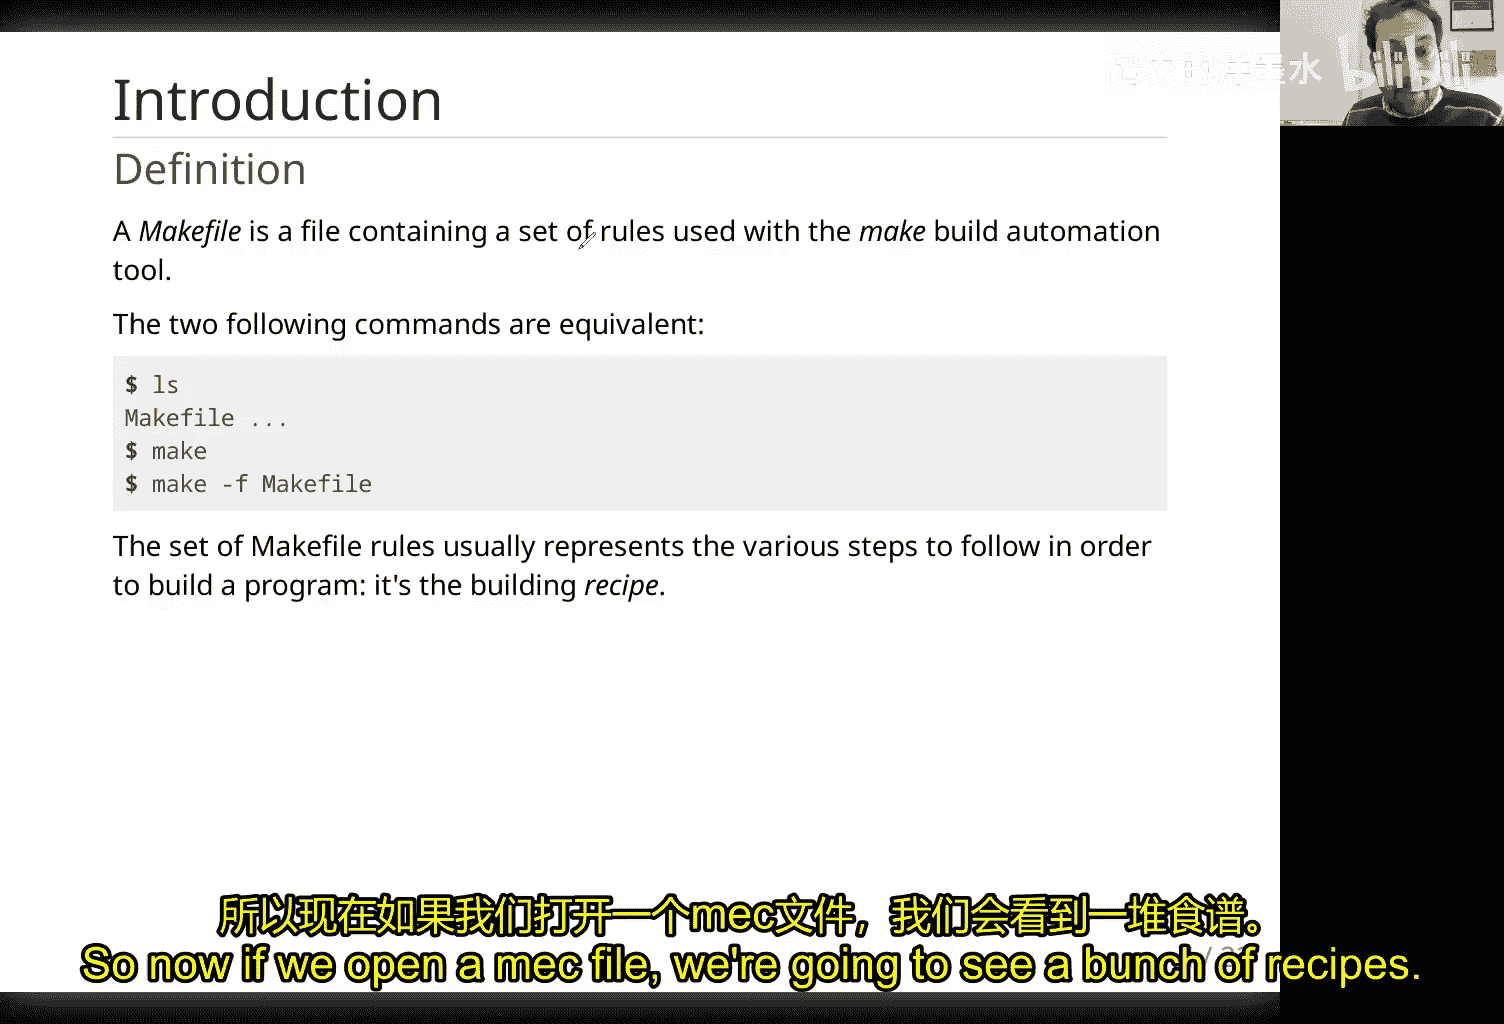 Introduction
Definition
A Makefile is a file containing a set of rules used with the make build automation
tool.
The two following commands are equivalent:
$ ls
Makefile ...
$ make
$ make -f Makefile
The set of Makefile rules usually represents the various steps to follow in order
to build a program: it's the building recipe.
bilibili
所以现在如果我们打开一个mec文件，我们会看到一堆食谱。
So now if we open a mec file, we're going to see a bunch of recipes.